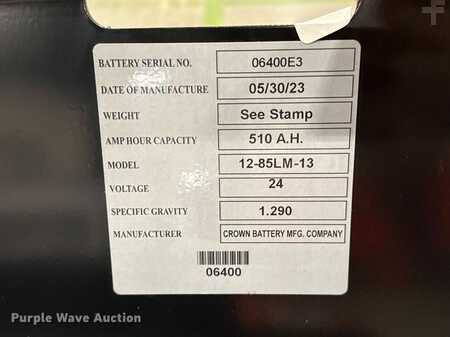 BATTERY SERIAL NO. 06400E3
DATE OF MANUFACTURE 05/30/23
WEIGHT See Stamp
AMP HOUR CAPACITY 510 A.H.
MODEL 12-85LM-13
VOLTAGE 24
SPECIFIC GRAVITY 1.290
MANUFACTURER CROWN BATTERY MFG. COMPANY
06400
Purple Wave Auction